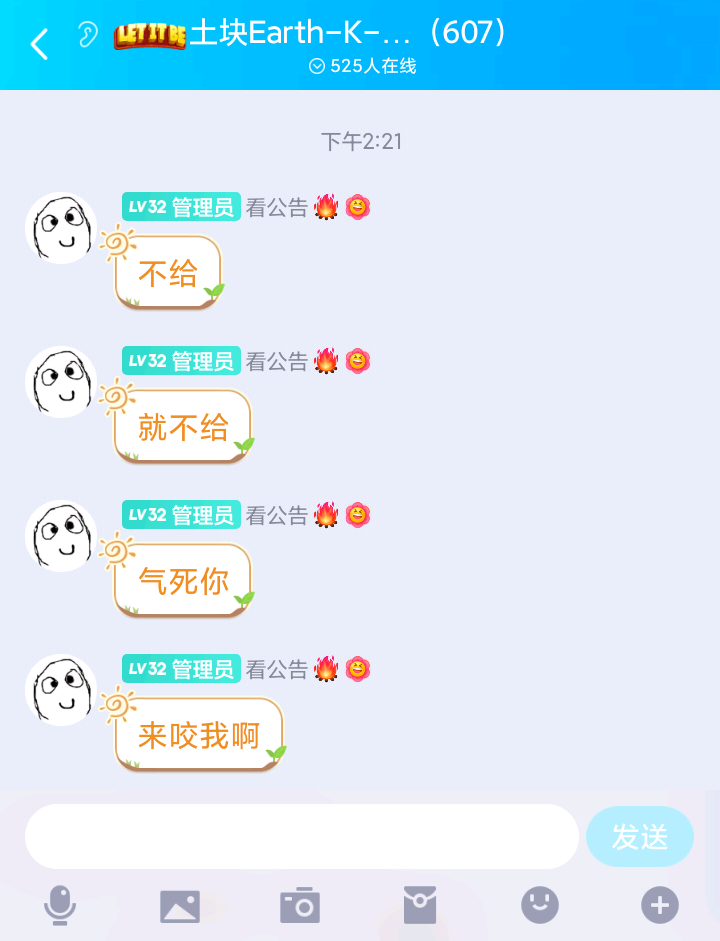 LET IT BE土块Earth-K-...（607）
525人在线
下午2:21
LV32 管理员 看公告
不给
LV32 管理员 看公告
就不给
LV32 管理员 看公告
气死你
LV32 管理员 看公告
来咬我啊
发送